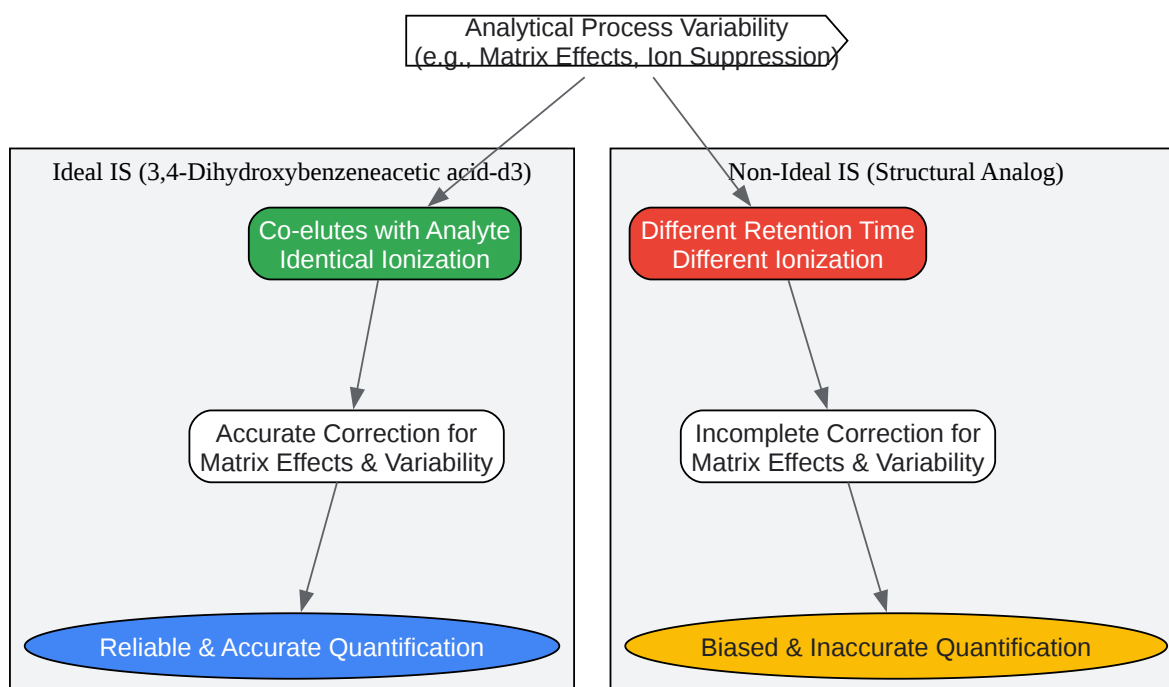 Analytical Process Variability
(e.g., Matrix Effects, Ion Suppression)
Ideal IS (3,4-Dihydroxybenzeneacetic acid-d3)
Co-elutes with Analyte
Identical Ionization
Accurate Correction for
Matrix Effects & Variability
Reliable & Accurate Quantification
Non-Ideal IS (Structural Analog)
Different Retention Time
Different Ionization
Incomplete Correction for
Matrix Effects & Variability
Biased & Inaccurate Quantification